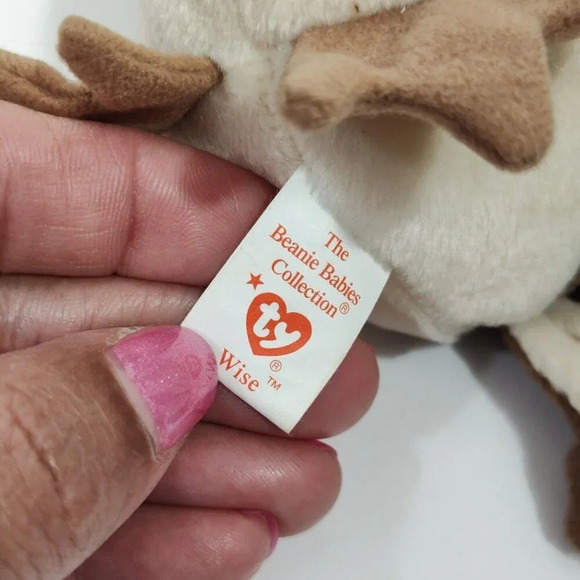 The
Beanie Babies
Collection®
ty®
Wise™